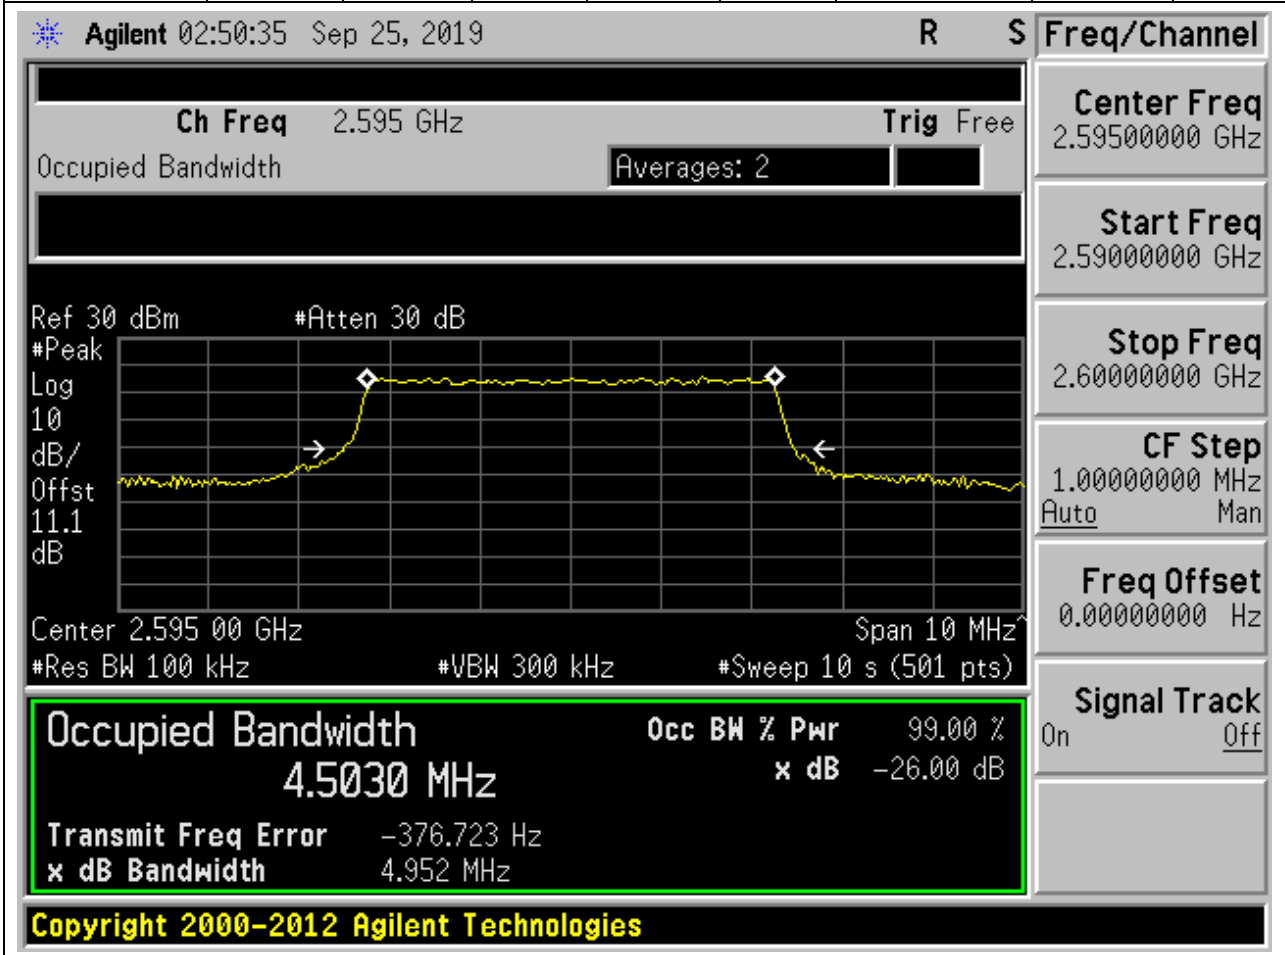 Agilent 02:50:35 Sep 25, 2019 R S
Freq/Channel
Ch Freq 2.595 GHz Trig Free
Occupied Bandwidth Averages: 2
Ref 30 dBm #Atten 30 dB
#Peak
Log
10
dB/
Offst
11.1
dB
Center 2.595 00 GHz Span 10 MHz^
#Res BW 100 kHz #VBW 300 kHz #Sweep 10 s (501 pts)
Occupied Bandwidth Occ BW % Pwr 99.00 %
4.5030 MHz x dB -26.00 dB
Transmit Freq Error -376.723 Hz
x dB Bandwidth 4.952 MHz
Copyright 2000-2012 Agilent Technologies
Center Freq
2.59500000 GHz
Start Freq
2.59000000 GHz
Stop Freq
2.60000000 GHz
CF Step
1.00000000 MHz
Auto Man
Freq Offset
0.00000000 Hz
Signal Track
On Off